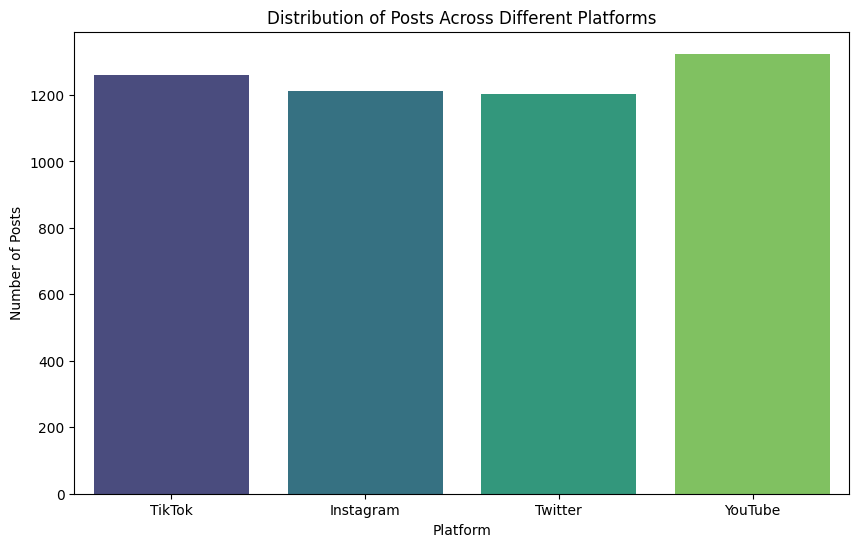 Distribution of Posts Across Different Platforms
Number of Posts
1200
1000
800
600
400
200
0
TikTok Instagram Twitter YouTube
Platform